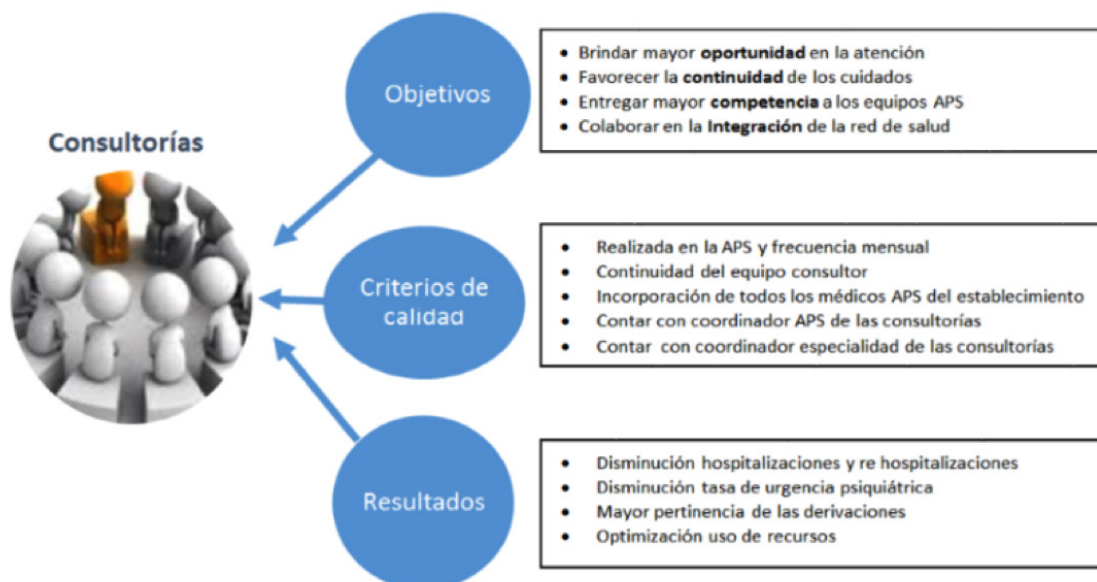 Consultorías
Objetivos
• Brindar mayor oportunidad en la atención
• Favorecer la continuidad de los cuidados
• Entregar mayor competencia a los equipos APS
• Colaborar en la Integración de la red de salud
Criterios de
calidad
• Realizada en la APS y frecuencia mensual
• Continuidad del equipo consultor
• Incorporación de todos los médicos APS del establecimiento
• Contar con coordinador APS de las consultorías
• Contar con coordinador especialidad de las consultorías
Resultados
• Disminución hospitalizaciones y re hospitalizaciones
• Disminución tasa de urgencia psiquiátrica
• Mayor pertinencia de las derivaciones
• Optimización uso de recursos